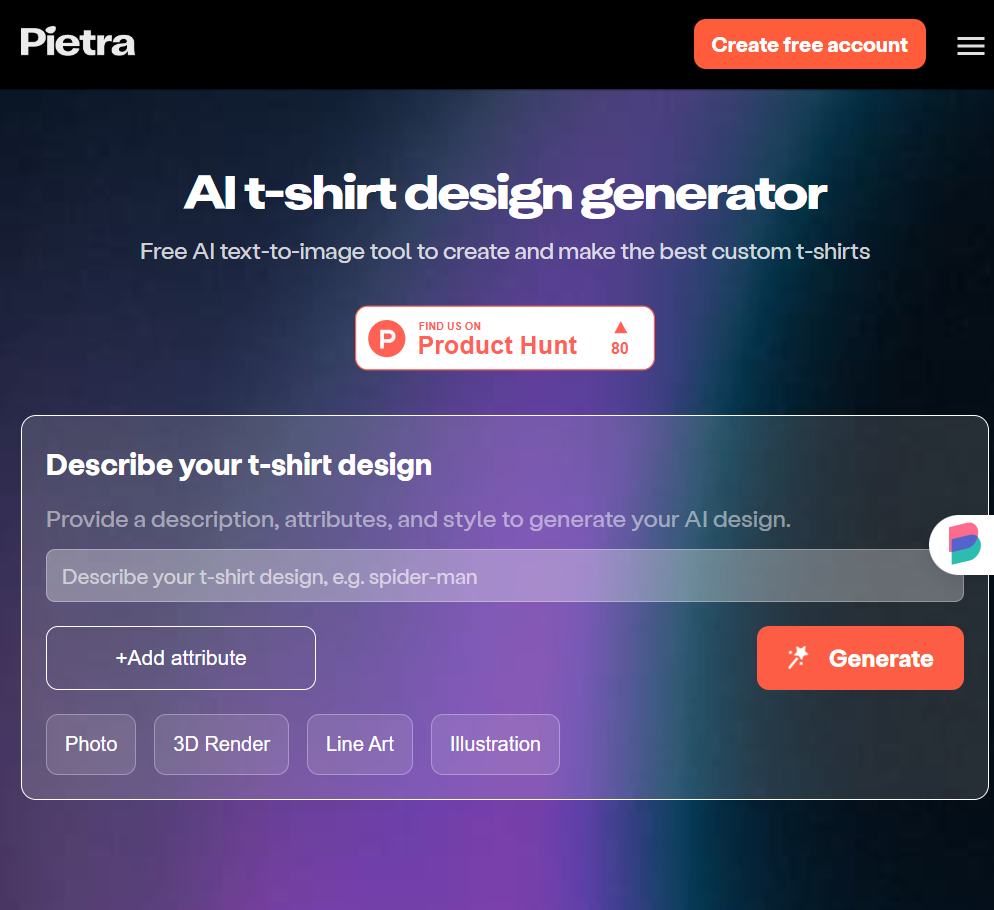 Pietra
Create free account
AI t-shirt design generator
Free AI text-to-image tool to create and make the best custom t-shirts
P
FIND US ON
Product Hunt
▲
80
Describe your t-shirt design
Provide a description, attributes, and style to generate your AI design.
Describe your t-shirt design, e.g. spider-man
+Add attribute
Generate
Photo
3D Render
Line Art
Illustration